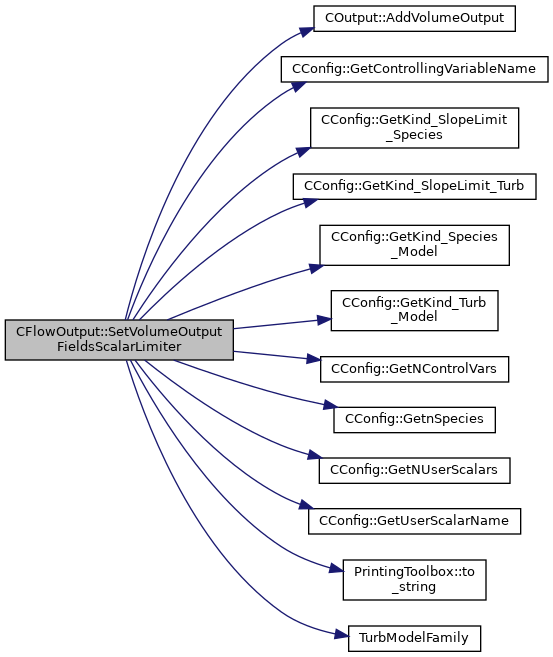 COutput::AddVolumeOutput
CConfig::GetControllingVariableName
CConfig::GetKind_SlopeLimit
_Species
CConfig::GetKind_SlopeLimit_Turb
CConfig::GetKind_Species
_Model
CConfig::GetKind_Turb
_Model
CFlowOutput::SetVolumeOutput
FieldsScalarLimiter
CConfig::GetNControlVars
CConfig::GetnSpecies
CConfig::GetNUserScalars
CConfig::GetUserScalarName
PrintingToolbox::to
_string
TurbModelFamily